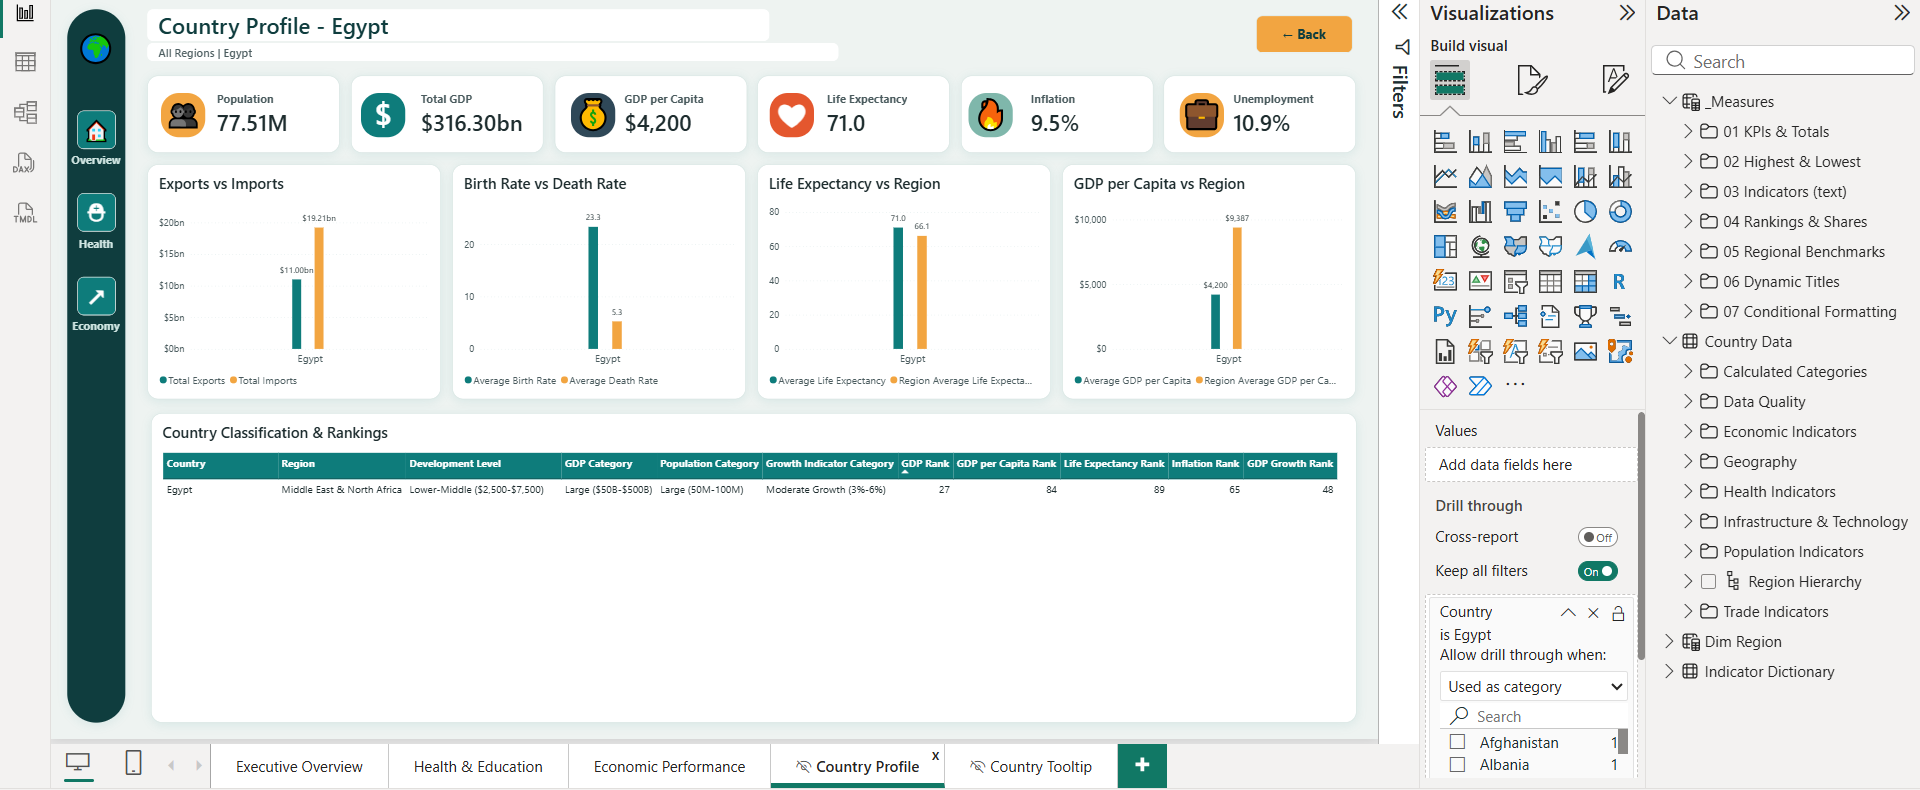 Country Profile - Egypt
All Regions | Egypt
← Back
Overview
Health
Economy
DAX
TMDL
Population
77.51M
Total GDP
$316.30bn
GDP per Capita
$4,200
Life Expectancy
71.0
Inflation
9.5%
Unemployment
10.9%
Exports vs Imports
$20bn
$15bn
$10bn
$5bn
$0bn
$11.00bn
$19.21bn
Egypt
Total Exports Total Imports
Birth Rate vs Death Rate
20
10
0
23.3
5.3
Egypt
Average Birth Rate Average Death Rate
Life Expectancy vs Region
80
60
40
20
0
71.0
66.1
Egypt
Average Life Expectancy Region Average Life Expecta...
GDP per Capita vs Region
$10,000
$5,000
$0
$4,200
$9,387
Egypt
Average GDP per Capita Region Average GDP per Ca...
Country Classification & Rankings
Country Region Development Level GDP Category Population Category Growth Indicator Category GDP Rank GDP per Capita Rank Life Expectancy Rank Inflation Rank GDP Growth Rank
Egypt Middle East & North Africa Lower-Middle ($2,500-$7,500) Large ($50B-$500B) Large (50M-100M) Moderate Growth (3%-6%) 27 84 89 65 48
Executive Overview
Health & Education
Economic Performance
Country Profile
x
Country Tooltip
+
Filters
Visualizations
Build visual
123
R
Py
Values
Add data fields here
Drill through
Cross-report
Off
Keep all filters
On
Country
is Egypt
Allow drill through when:
Used as category
Search
Afghanistan 1
Albania 1
Data
Search
_Measures
01 KPIs & Totals
02 Highest & Lowest
03 Indicators (text)
04 Rankings & Shares
05 Regional Benchmarks
06 Dynamic Titles
07 Conditional Formatting
Country Data
Calculated Categories
Data Quality
Economic Indicators
Geography
Health Indicators
Infrastructure & Technology
Population Indicators
Region Hierarchy
Trade Indicators
Dim Region
Indicator Dictionary